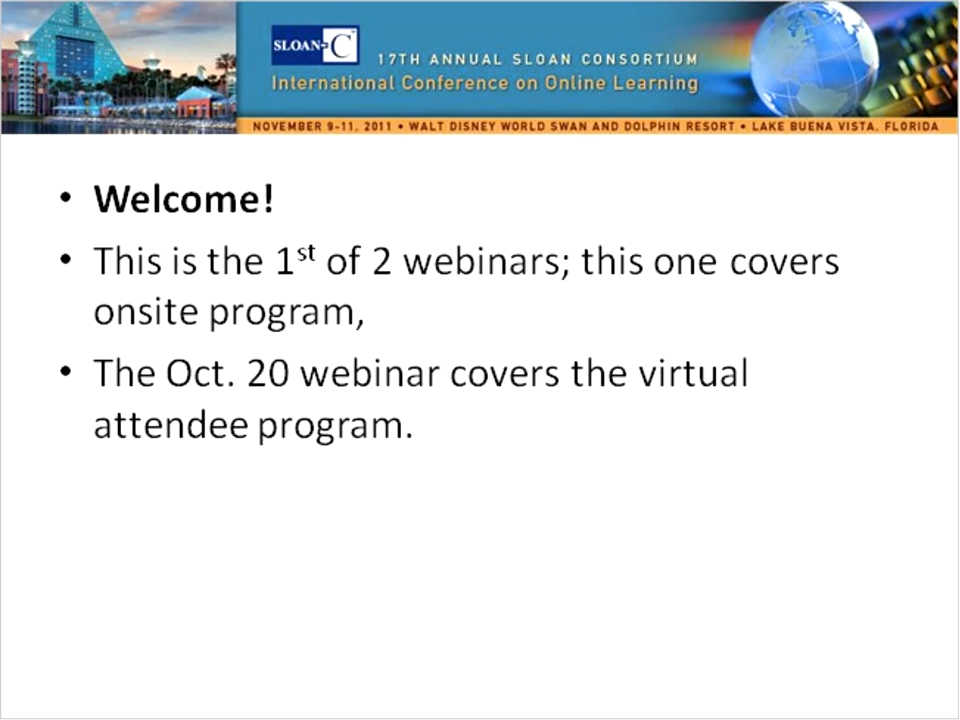 SLOAN-C
17TH ANNUAL SLOAN CONSORTIUM
International Conference on Online Learning
NOVEMBER 9-11, 2011 • WALT DISNEY WORLD SWAN AND DOLPHIN RESORT • LAKE BUENA VISTA, FLORIDA
• Welcome!
• This is the 1st of 2 webinars; this one covers
onsite program,
• The Oct. 20 webinar covers the virtual
attendee program.